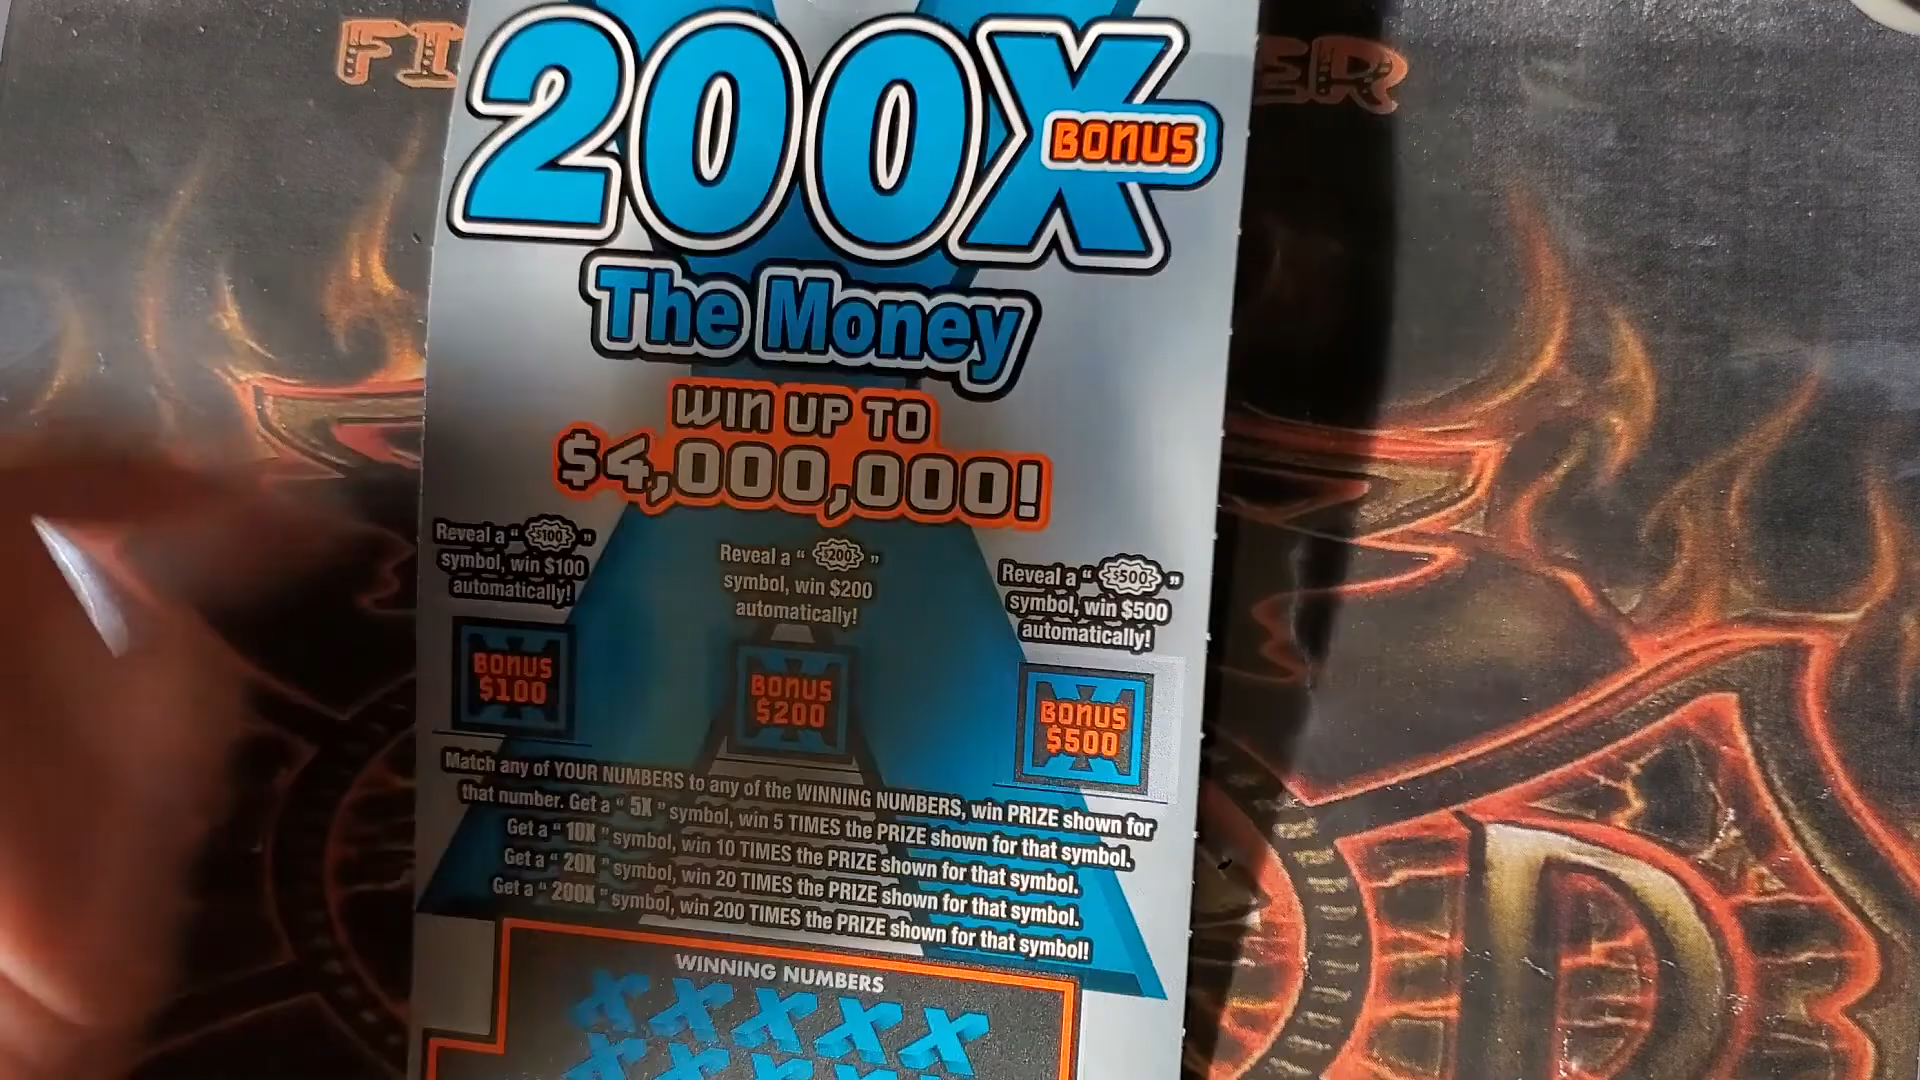 FI
ER
200X
BONUS
The Money
WIN UP TO
$4,000,000!
Reveal a " $100 "
symbol, win $100
automatically!
Reveal a " $200 "
symbol, win $200
automatically!
Reveal a " $500 "
symbol, win $500
automatically!
BONUS
$100
BONUS
$200
BONUS
$500
Match any of YOUR NUMBERS to any of the WINNING NUMBERS, win PRIZE shown for
that number. Get a " 5X " symbol, win 5 TIMES the PRIZE shown for that symbol.
Get a " 10X " symbol, win 10 TIMES the PRIZE shown for that symbol.
Get a " 20X " symbol, win 20 TIMES the PRIZE shown for that symbol.
Get a " 200X " symbol, win 200 TIMES the PRIZE shown for that symbol!
WINNING NUMBERS
X X X X X
D